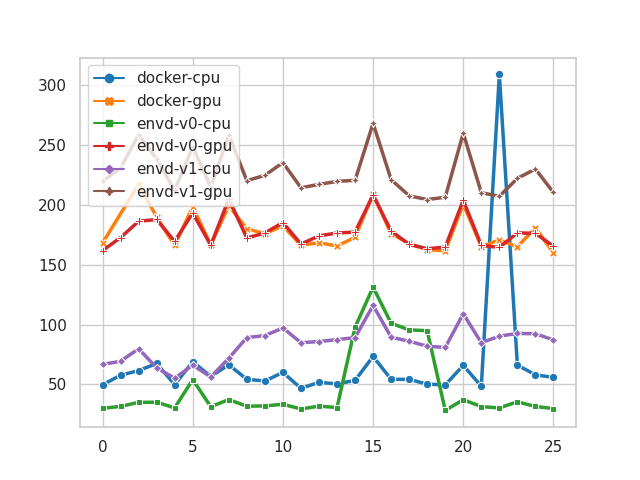 300
250
200
150
100
50
docker-cpu
docker-gpu
envd-v0-cpu
envd-v0-gpu
envd-v1-cpu
envd-v1-gpu
0 5 10 15 20 25